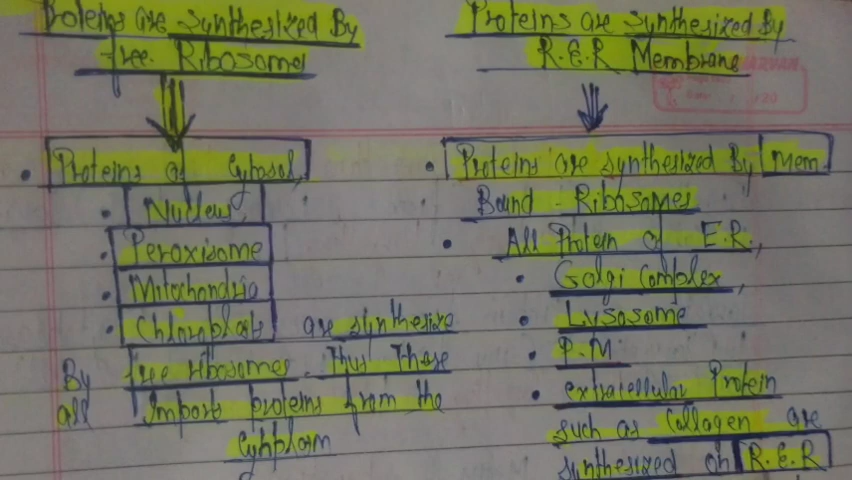 Proteins are synthesized By
free Ribosomes
Proteins of Cytosol,
• Nucleus,
• Peroxisome
• Mitochondria
• Chloroplast are synthesize
By free ribosomes. Thus these
all Import proteins from the
Cytoplasm
Proteins are synthesized By
R.E.R Membrane
• Proteins are synthesized By Mem.
Bound - Ribosomes
• All Protein of E.R.,
• Golgi Complex,
• Lysosome
• P.M
• extracellular Protein
such as Collagen are
synthesized on R.E.R